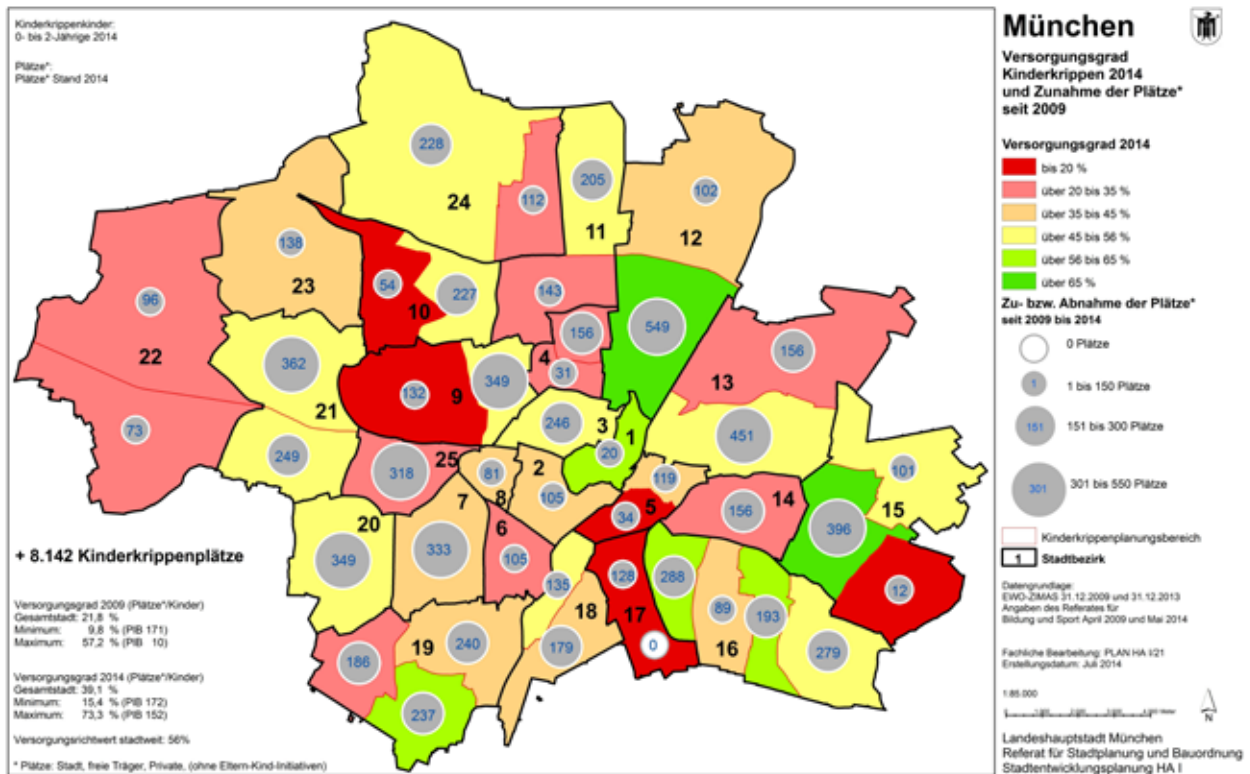 Kinderkrippenkinder:
0- bis 2-Jährige 2014
Plätze*:
Plätze* Stand 2014
228
24
112
205
11
102
12
138
23
54
10
227
143
549
96
22
156
4
31
156
13
362
21
132
9
349
246
3
1
20
451
73
249
318
25
81
8
2
105
119
5
34
156
14
101
15
396
20
349
7
333
6
105
135
128
17
288
89
16
193
12
18
179
0
279
19
240
186
237
+ 8.142 Kinderkrippenplätze
Versorgungsgrad 2009 (Plätze*/Kinder)
Gesamtstadt: 21,8 %
Minimum: 9,8 % (PIB 171)
Maximum: 57,2 % (PIB 10)
Versorgungsgrad 2014 (Plätze*/Kinder)
Gesamtstadt: 39,1 %
Minimum: 15,4 % (PIB 172)
Maximum: 73,3 % (PIB 152)
Versorgungsrichtwert stadtweit: 56%
* Plätze: Stadt, freie Träger, Private, (ohne Eltern-Kind-Initiativen)
München
Versorgungsgrad
Kinderkrippen 2014
und Zunahme der Plätze*
seit 2009
Versorgungsgrad 2014
bis 20 %
über 20 bis 35 %
über 35 bis 45 %
über 45 bis 56 %
über 56 bis 65 %
über 65 %
Zu- bzw. Abnahme der Plätze*
seit 2009 bis 2014
0 Plätze
1 1 bis 150 Plätze
151 151 bis 300 Plätze
301 301 bis 550 Plätze
Kinderkrippenplanungsbereich
1 Stadtbezirk
Datengrundlage:
EWO-ZIMAS 31.12.2009 und 31.12.2013
Angaben des Referates für
Bildung und Sport April 2009 und Mai 2014
Fachliche Bearbeitung: PLAN HA I/21
Erstellungsdatum: Juli 2014
1:85.000
N
Landeshauptstadt München
Referat für Stadtplanung und Bauordnung
Stadtentwicklungsplanung HA I